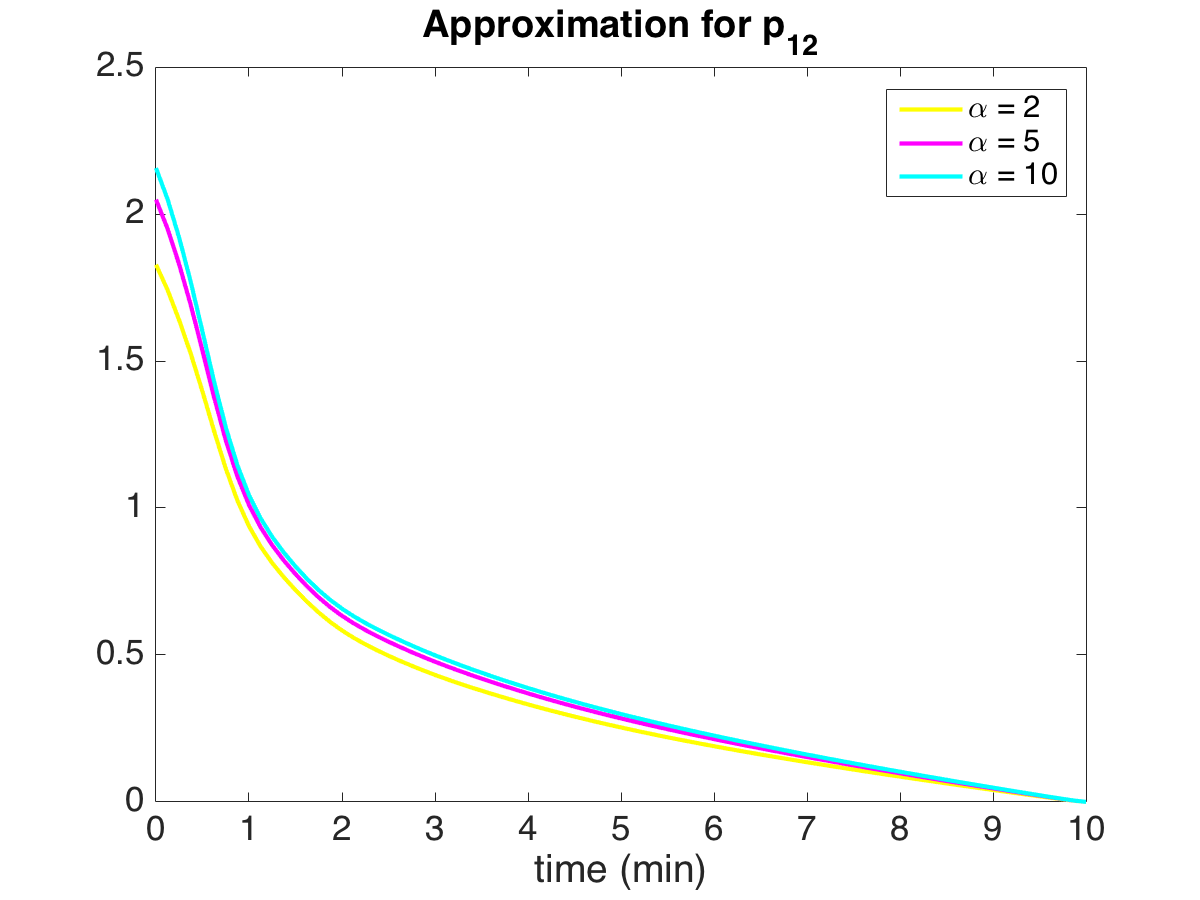 Approximation for p₁₂
2.5
2
1.5
1
0.5
0
α = 2
α = 5
α = 10
0 1 2 3 4 5 6 7 8 9 10
time (min)